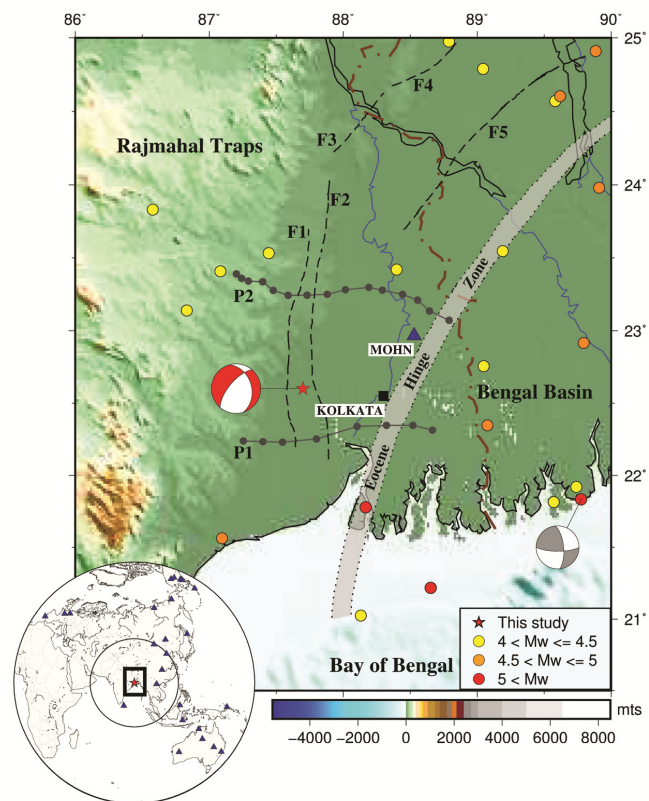 86° 87° 88° 89° 90°
25°
F4
F5
Rajmahal Traps
F3
24°
F2
F1
Zone
P2
23°
MOHN
Hinge
Bengal Basin
KOLKATA
P1
Eocene
22°
21°
This study
4 < Mw <= 4.5
4.5 < Mw <= 5
5 < Mw
Bay of Bengal
mts
−4000 −2000 0 2000 4000 6000 8000